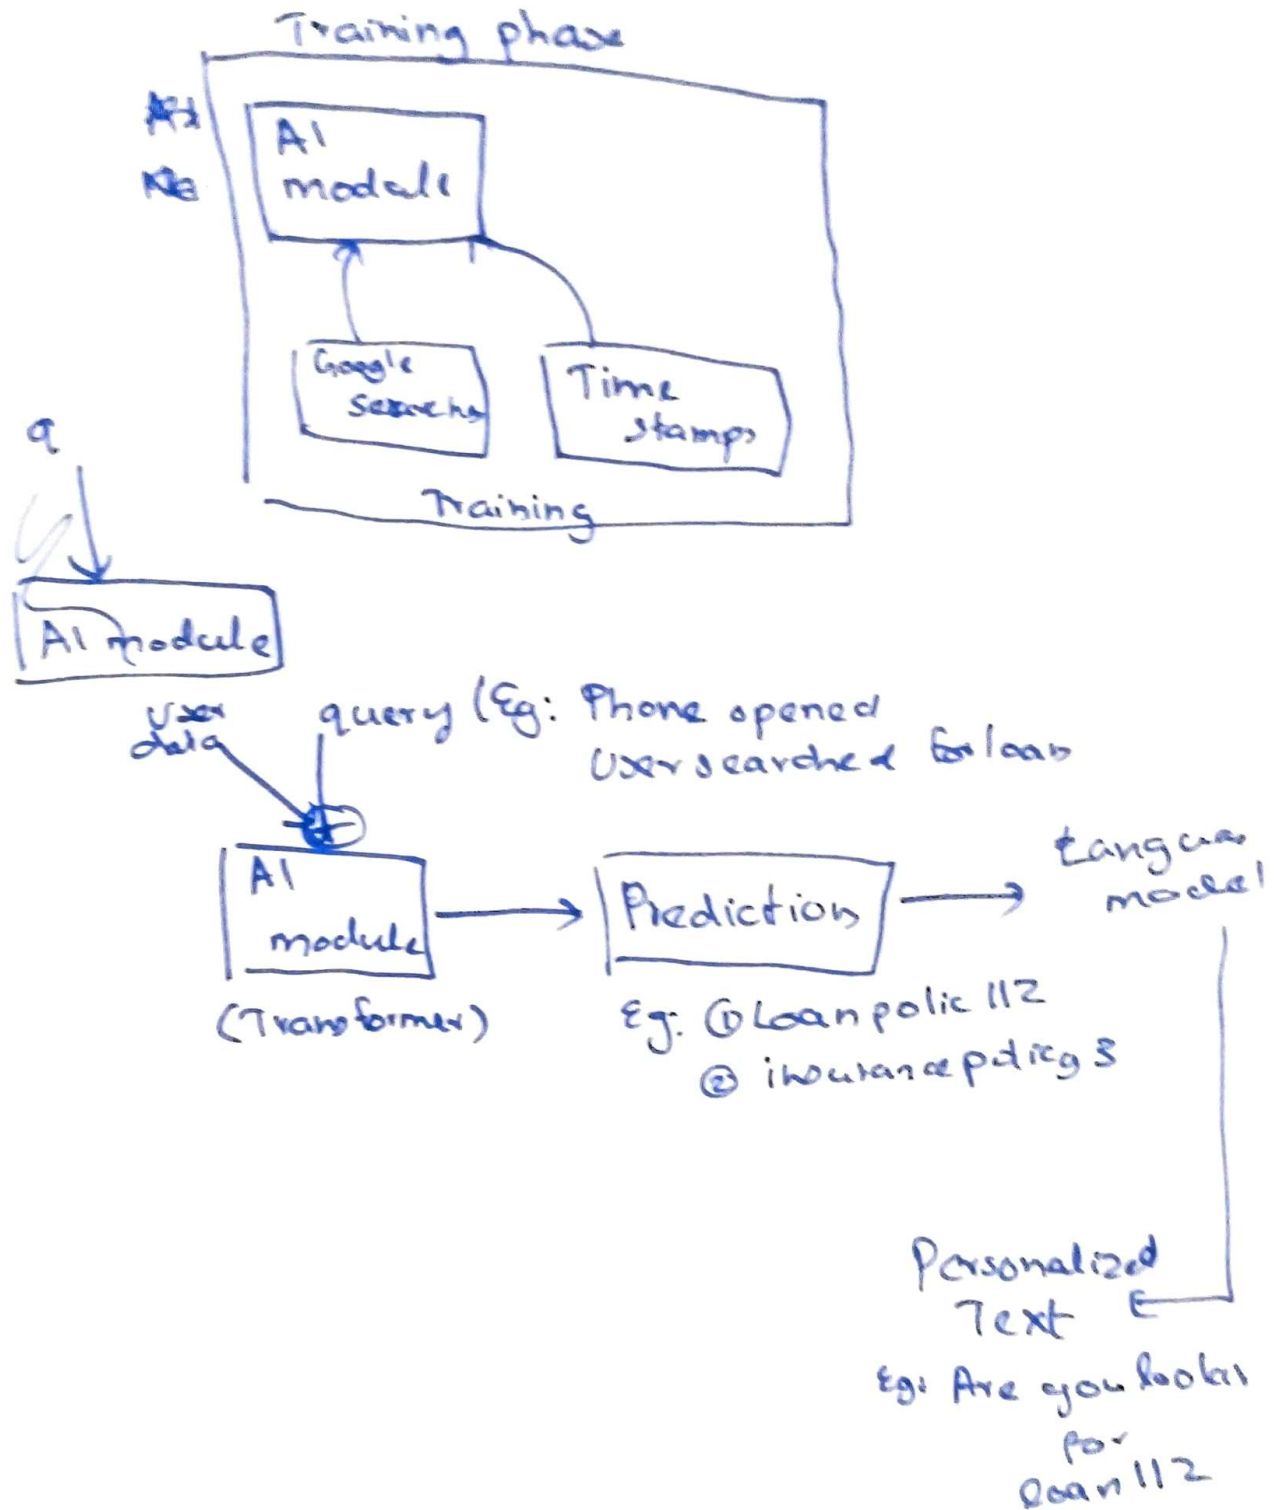 Training phase
AI
module
Google
searches
Time
stamps
Training
q
AI module
user
data
query (Eg: Phone opened
User searched for loan
AI
module
(Transformer)
Prediction
model
Eg: ① Loan polic 112
② insurance policy 3
Personalized
Text
Eg: Are you
for
loan 112